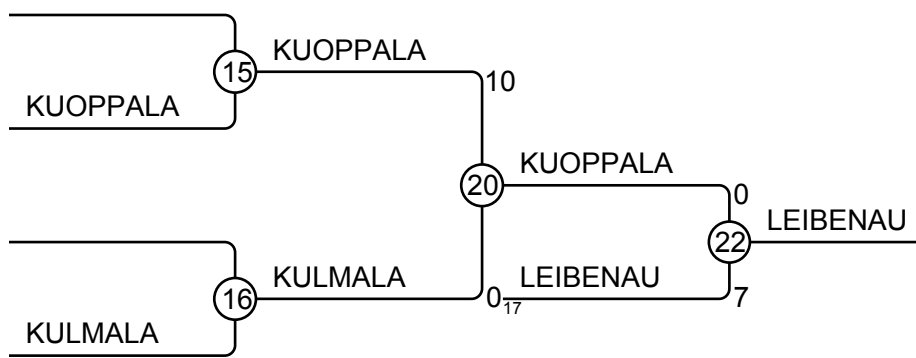 KUOPPALA
15
10
KUOPPALA
KUOPPALA
20
0
LEIBENAU
22
KULMALA
LEIBENAU
16
0
17
7
KULMALA